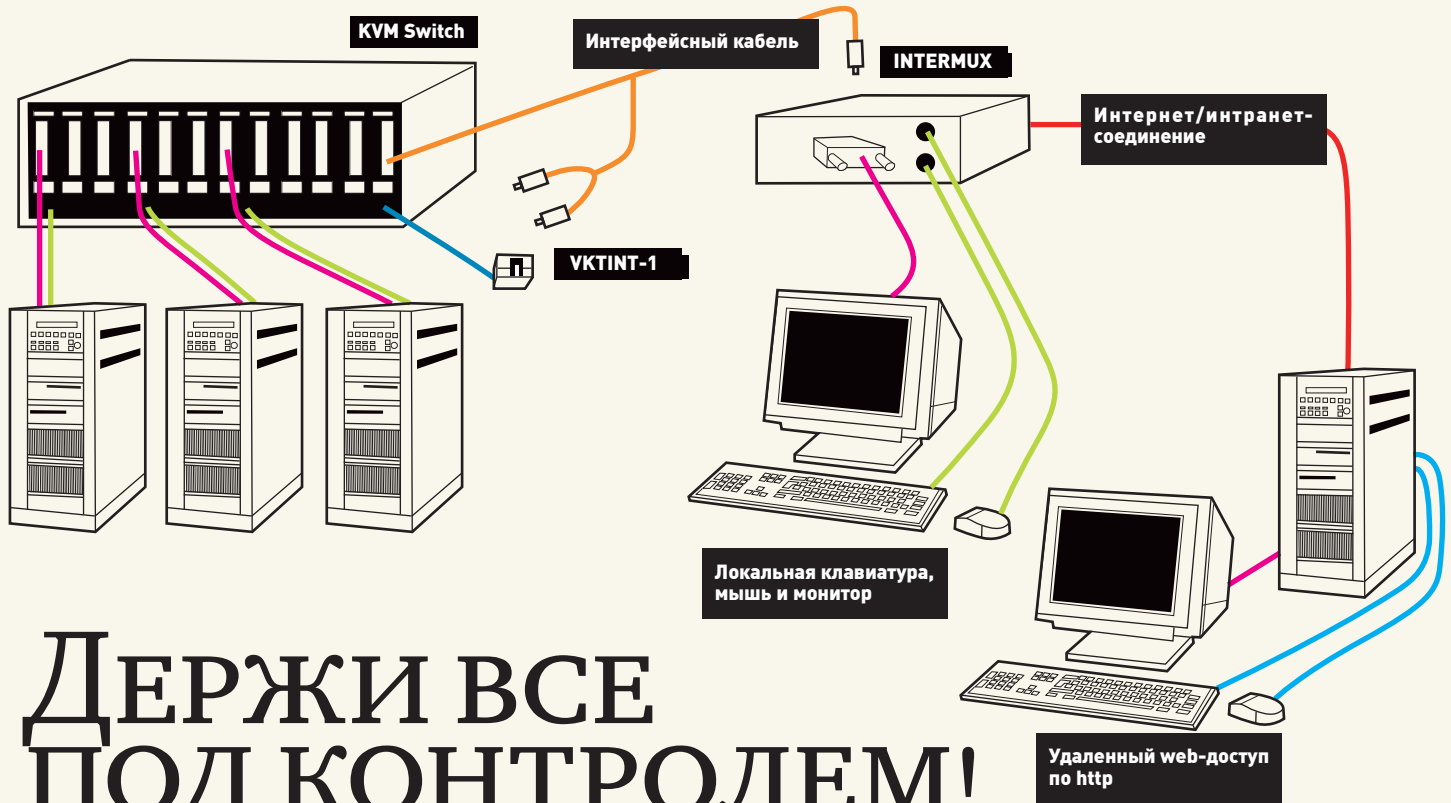 KVM Switch
Интерфейсный кабель
INTERMUX
Интернет/интранет-
соединение
VKTINT-1
Локальная клавиатура,
мышь и монитор
Удаленный web-доступ
по http
Держи все
под контролем!